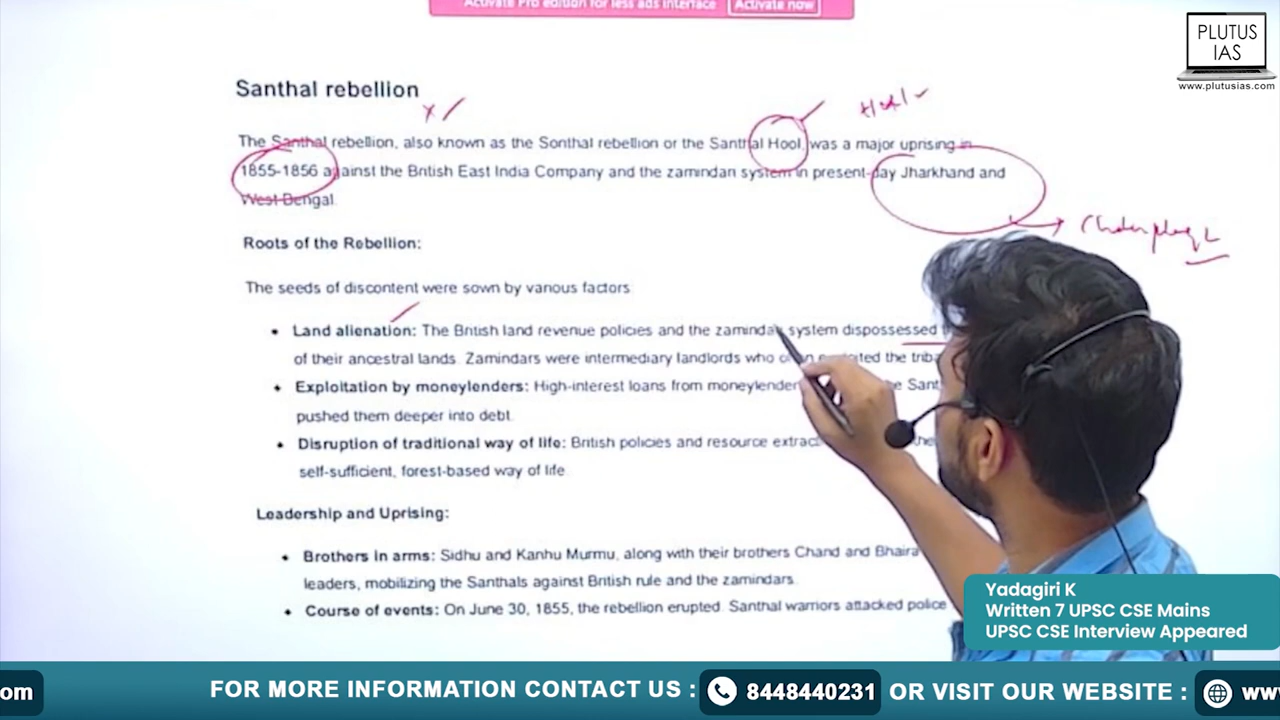 Activate Pro edition for less ads interface Activate now
PLUTUS
IAS
www.plutusias.com
Santhal rebellion
Hool
The Santhal rebellion, also known as the Sonthal rebellion or the Santhal Hool, was a major uprising in
1855-1856 against the British East India Company and the zamindari system in present-day Jharkhand and
West Bengal.
Roots of the Rebellion:
The seeds of discontent were sown by various factors
Land alienation: The British land revenue policies and the zamindari system dispossessed
of their ancestral lands. Zamindars were intermediary landlords who the
Exploitation by moneylenders: High-interest loans from
pushed them deeper into debt.
Disruption of traditional way of life: British policies and resource
self-sufficient, forest-based way of life.
Leadership and Uprising:
Brothers in arms: Sidhu and Kanhu Murmu, along with their brothers Chand and
leaders, mobilizing the Santhals against British rule and the zamindars.
Course of events: On June 30, 1855, the rebellion erupted. Santhal warriors attacked police
Yadagiri K
Written 7 UPSC CSE Mains
UPSC CSE Interview Appeared
om FOR MORE INFORMATION CONTACT US : 8448440231 OR VISIT OUR WEBSITE : ww